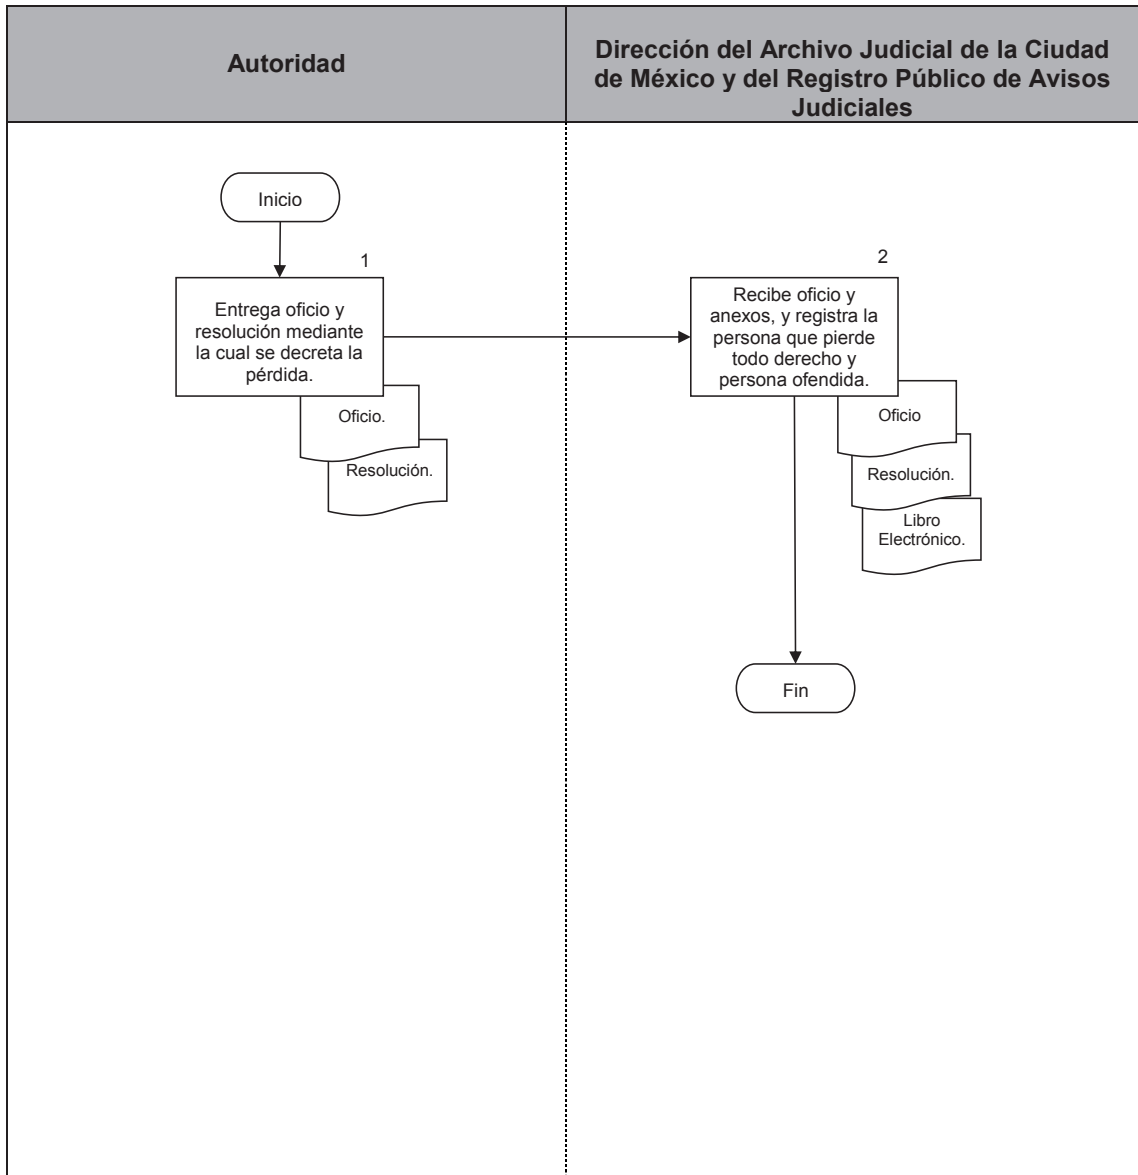 Autoridad
Dirección del Archivo Judicial de la Ciudad
de México y del Registro Público de Avisos
Judiciales
Inicio
1
Entrega oficio y
resolución mediante
la cual se decreta la
pérdida.
Oficio.
Resolución.
2
Recibe oficio y
anexos, y registra la
persona que pierde
todo derecho y
persona ofendida.
Oficio
Resolución.
Libro
Electrónico.
Fin